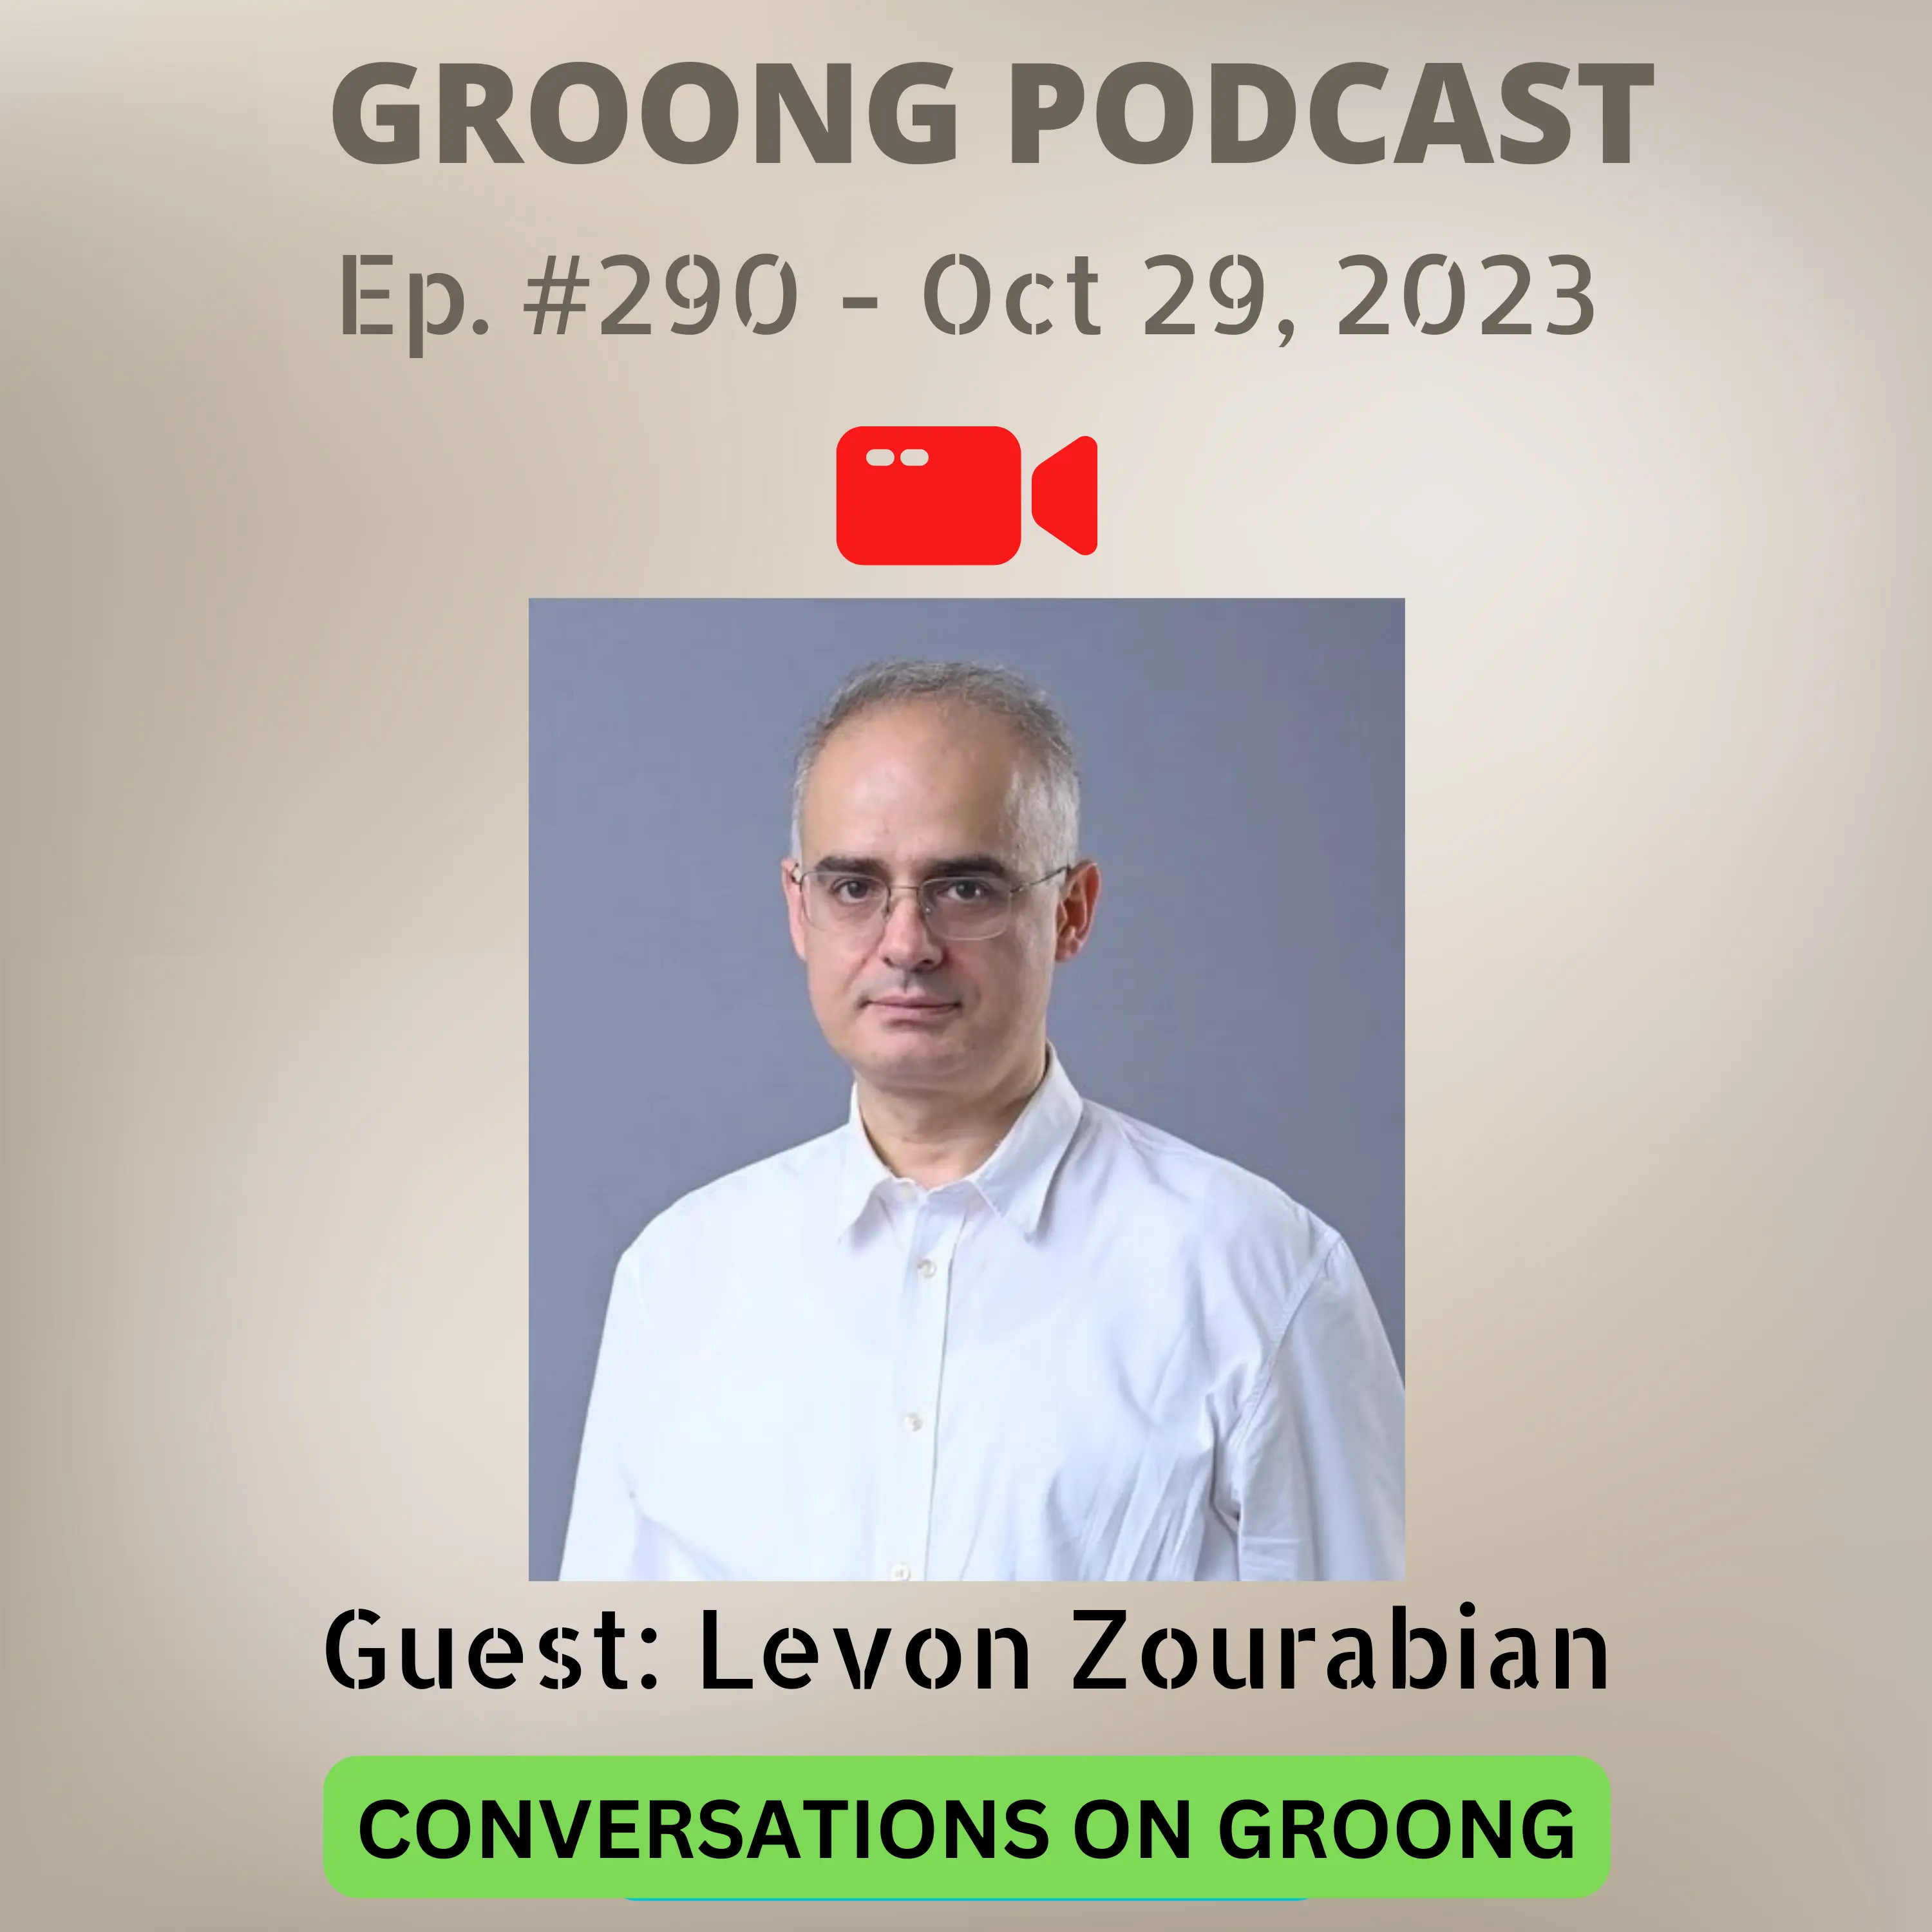 GROONG PODCAST
Ep. #290 - Oct 29, 2023
Guest: Levon Zourabian
CONVERSATIONS ON GROONG